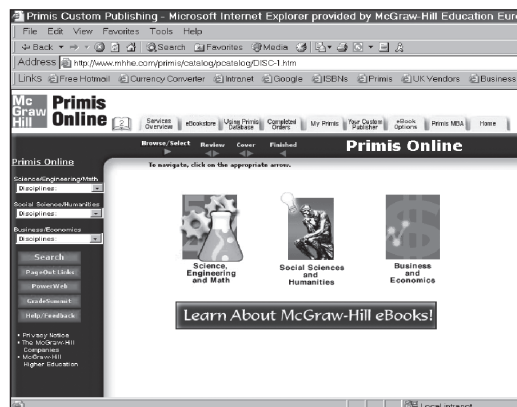 Primis Custom Publishing - Microsoft Internet Explorer provided by McGraw-Hill Education Eur
File Edit View Favorites Tools Help
Back Search Favorites Media
Address http://www.mhhe.com/primis/catalog/pcatalog/DISC-1.htm
Links Free Hotmail Currency Converter Intranet Google ISBNs Primis UK Vendors Business
Mc Graw Hill Primis Online
Services Overview eBookstore Using Primis Database Completed Orders My Primis Your Custom Publisher eBook Options Primis MBA Home
Browse/Select Review Cover Finished Primis Online
To navigate, click on the appropriate arrow.
Primis Online
Science/Engineering/Math
Disciplines:
Social Science/Humanities
Disciplines:
Business/Economics
Disciplines:
Search
PageOut Links
PowerWeb
GradeSummit
Help/Feedback
• Privacy Notice
• The McGraw-Hill
Companies
• McGraw-Hill
Higher Education
Science,
Engineering
and Math
Social Sciences
and
Humanities
Business
and
Economics
Learn About McGraw-Hill eBooks!
Local intranet